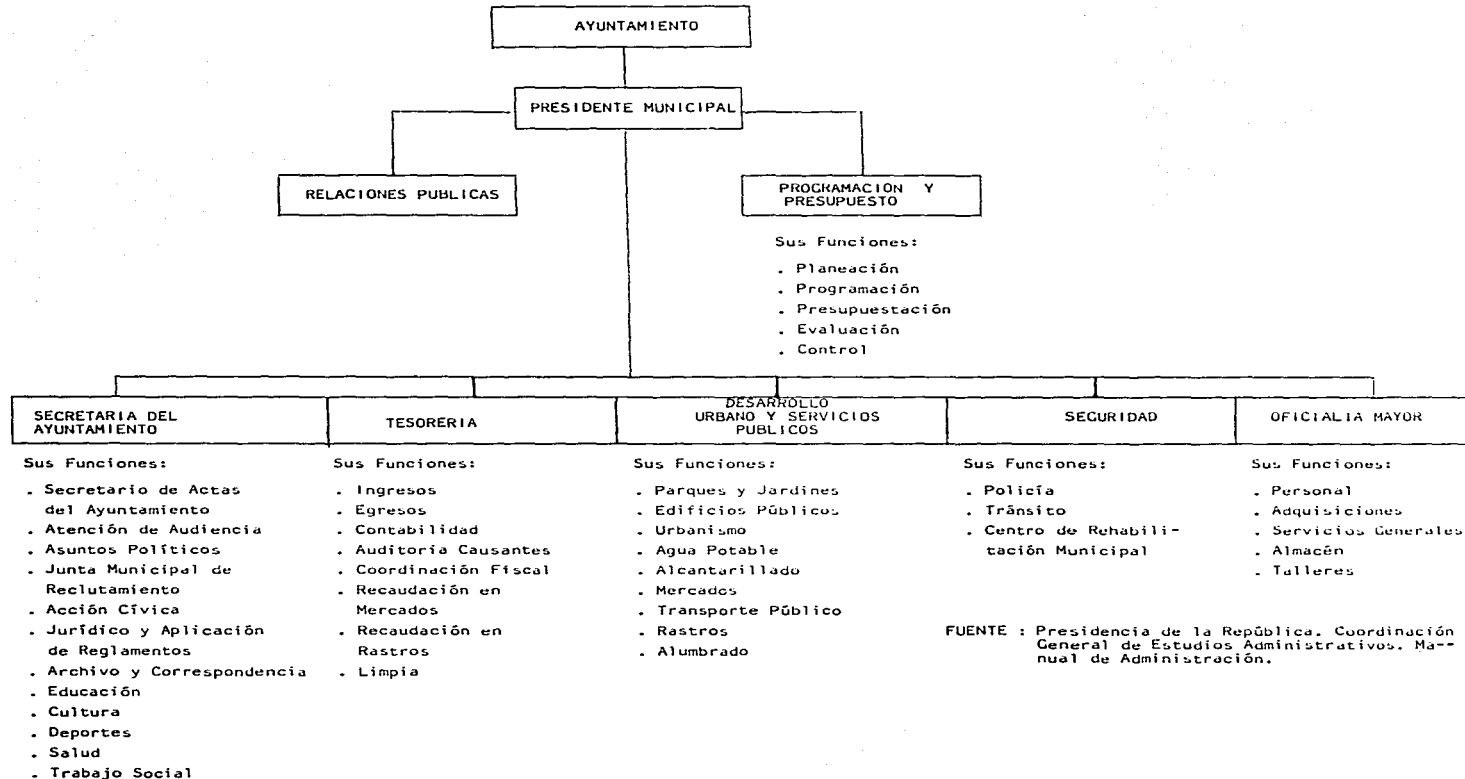 AYUNTAMIENTO
PRESIDENTE MUNICIPAL
RELACIONES PUBLICAS
PROGRAMACION Y
PRESUPUESTO
Sus Funciones:
. Planeación
. Programación
. Presupuestación
. Evaluación
. Control
SECRETARIA DEL
AYUNTAMIENTO
Sus Funciones:
. Secretario de Actas
del Ayuntamiento
. Atención de Audiencia
. Asuntos Políticos
. Junta Municipal de
Reclutamiento
. Acción Cívica
. Jurídico y Aplicación
de Reglamentos
. Archivo y Correspondencia
. Educación
. Cultura
. Deportes
. Salud
. Trabajo Social
TESORERIA
Sus Funciones:
. Ingresos
. Egresos
. Contabilidad
. Auditoría Causantes
. Coordinación Fiscal
. Recaudación en
Mercados
. Recaudación en
Rastros
. Limpia
DESARROLLO
URBANO Y SERVICIOS
PUBLICOS
Sus Funciones:
. Parques y Jardines
. Edificios Públicos
. Urbanismo
. Agua Potable
. Alcantarillado
. Mercados
. Transporte Público
. Rastros
. Alumbrado
SEGURIDAD
Sus Funciones:
. Policía
. Tránsito
. Centro de Rehabili-
tación Municipal
OFICIALIA MAYOR
Sus Funciones:
. Personal
. Adquisiciones
. Servicios Generales
. Almacén
. Talleres
FUENTE : Presidencia de la República. Coordinación
General de Estudios Administrativos. Ma--
nual de Administración.